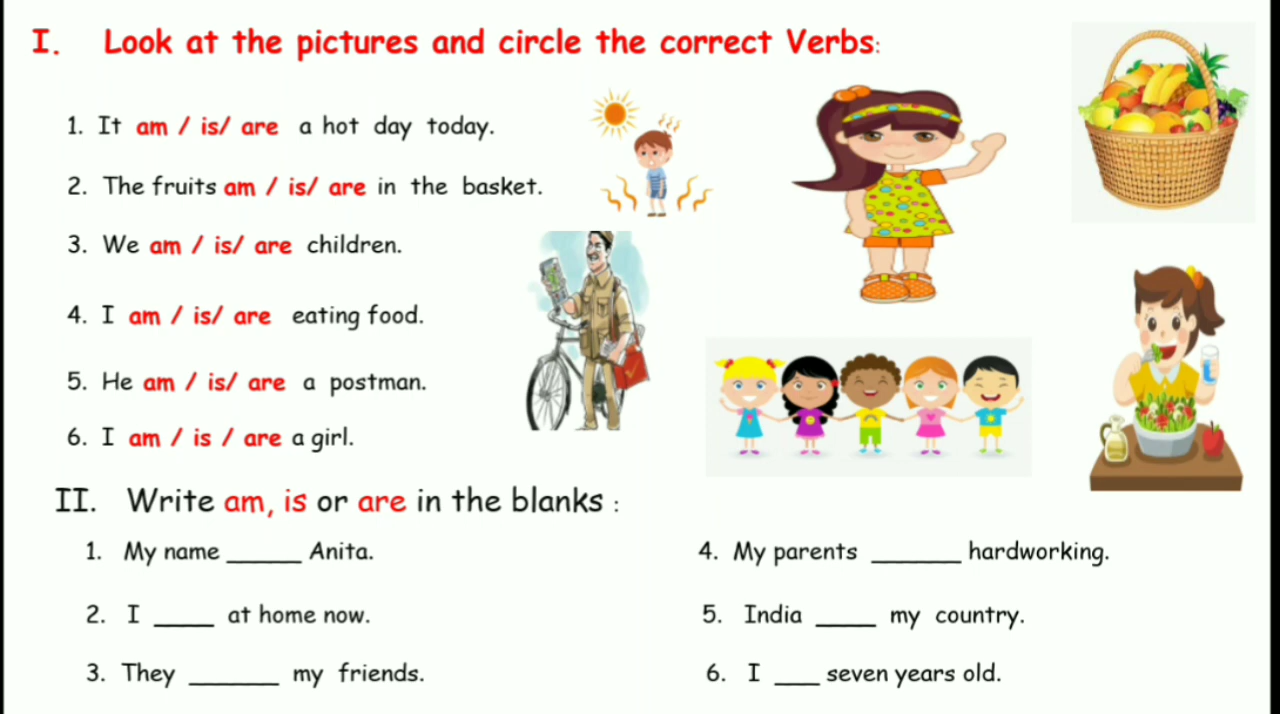 I. Look at the pictures and circle the correct Verbs:
1. It am / is/ are a hot day today.
2. The fruits am / is/ are in the basket.
3. We am / is/ are children.
4. I am / is/ are eating food.
5. He am / is/ are a postman.
6. I am / is / are a girl.
II. Write am, is or are in the blanks :
1. My name ______ Anita.
2. I _____ at home now.
3. They _______ my friends.
4. My parents _______ hardworking.
5. India _____ my country.
6. I ____ seven years old.